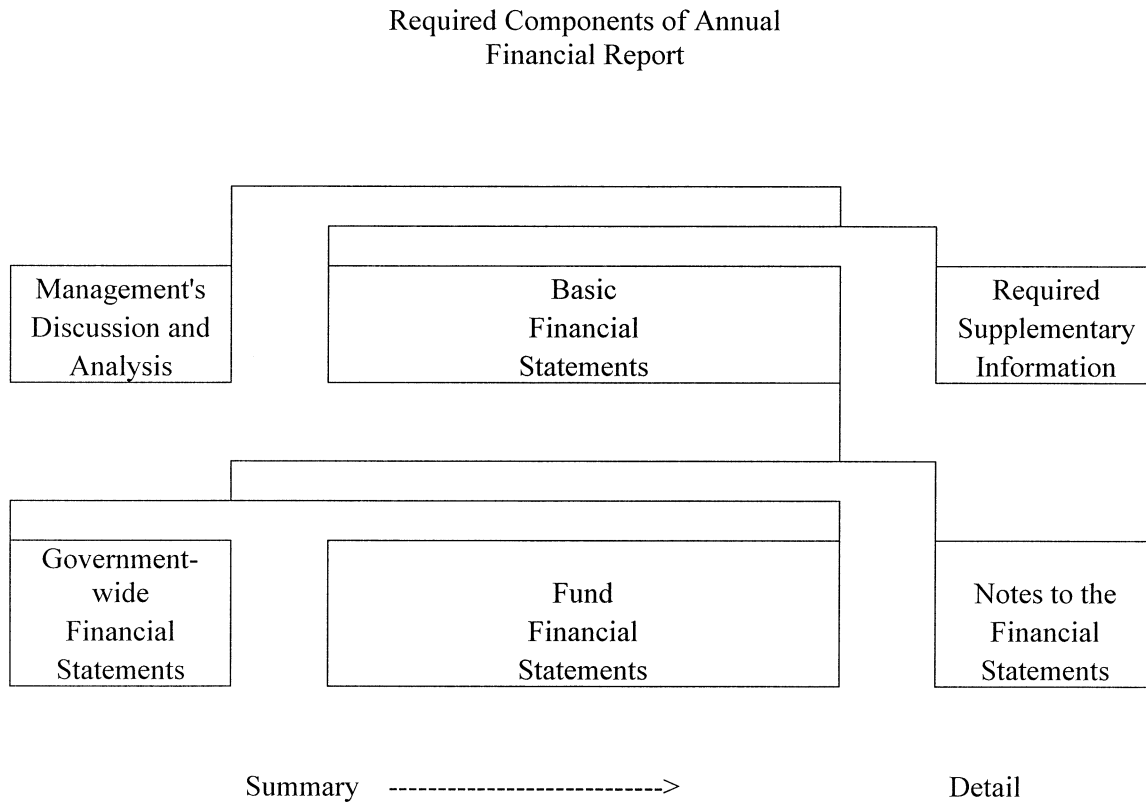 Required Components of Annual
Financial Report
Management's
Discussion and
Analysis
Basic
Financial
Statements
Required
Supplementary
Information
Government-
wide
Financial
Statements
Fund
Financial
Statements
Notes to the
Financial
Statements
Summary ----------------------------> Detail